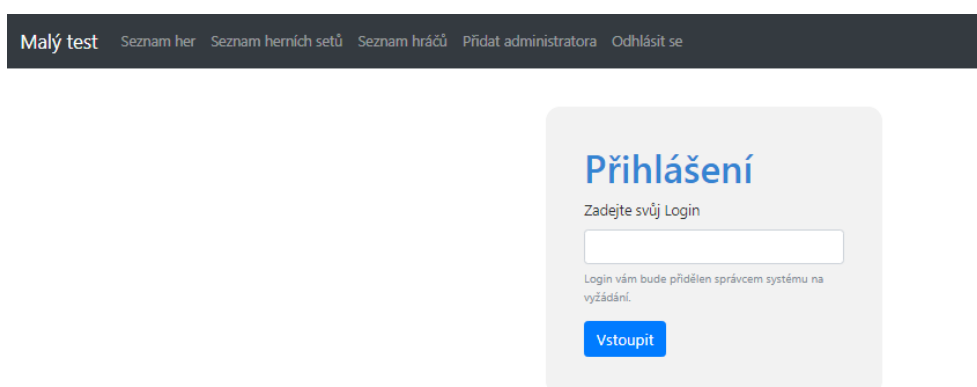 Malý test Seznam her Seznam herních setů Seznam hráčů Přidat administratora Odhlásit se
Přihlášení
Zadejte svůj Login
Login vám bude přidělen správcem systému na
vyžádání.
Vstoupit